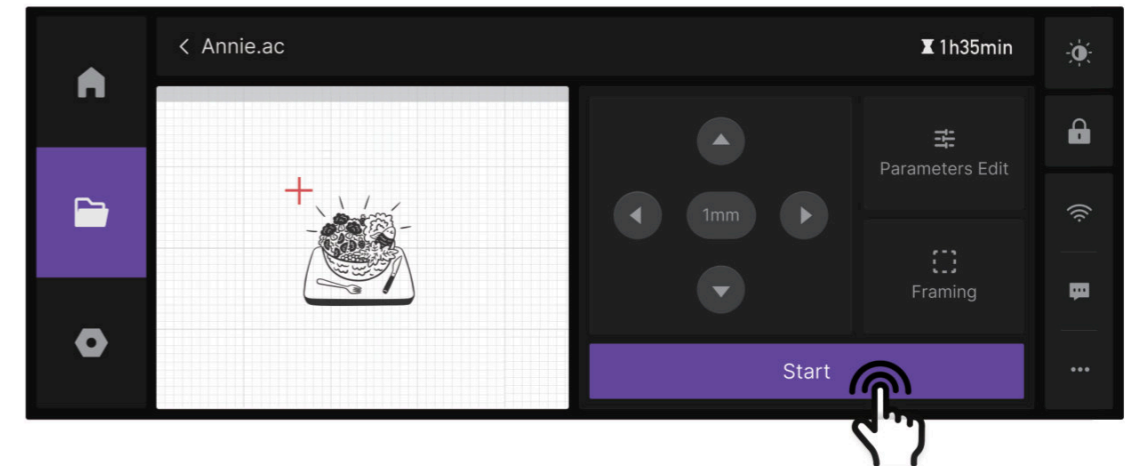 < Annie.ac
1h35min
Parameters Edit
1mm
Framing
Start